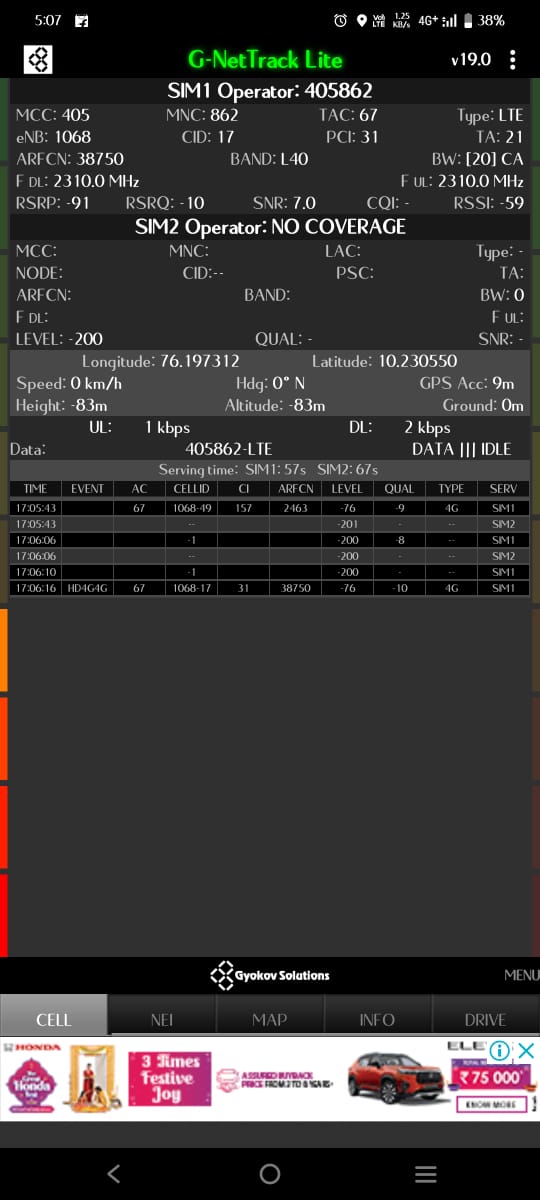 5:07 VoD LTE 1.25 KB/S 4G+ 38%
G-NetTrack Lite v19.0
SIM1 Operator: 405862
MCC: 405 MNC: 862 TAC: 67 Type: LTE
eNB: 1068 CID: 17 PCI: 31 TA: 21
ARFCN: 38750 BAND: L40 BW: [20] CA
F DL: 2310.0 MHz F UL: 2310.0 MHz
RSRP: -91 RSRQ: -10 SNR: 7.0 CQI: - RSSI: -59
SIM2 Operator: NO COVERAGE
MCC: MNC: LAC: Type: -
NODE: CID:-- PSC: TA:
ARFCN: BAND: BW: 0
F DL: F UL:
LEVEL: -200 QUAL: - SNR: -
Longitude: 76.197312 Latitude: 10.230550
Speed: 0 km/h Hdg: 0° N GPS Acc: 9m
Height: -83m Altitude: -83m Ground: 0m
UL: 1 kbps DL: 2 kbps
Data: 405862-LTE DATA ||| IDLE
Serving time: SIM1: 57s SIM2: 67s
TIME EVENT AC CELLID CI ARFCN LEVEL QUAL TYPE SERV
17:05:43 67 1068-49 157 2463 -76 -9 4G SIM1
17:05:43 -- -201 - -- SIM2
17:06:06 -1 -200 -8 SIM1
17:06:06 -- -200 - -- SIM2
17:06:10 -1 -200 SIM1
17:06:16 HD4G4G 67 1068-17 31 38750 -76 -10 4G SIM1
Gyokov Solutions MENU
CELL NEI MAP INFO DRIVE
HONDA
The Great Honda Fest
3 Times Festive Joy
ASSURED BUYBACK PRICE FROM 2 TO 6 YEARS*
ELE
₹ 75 000*
KNOW MORE